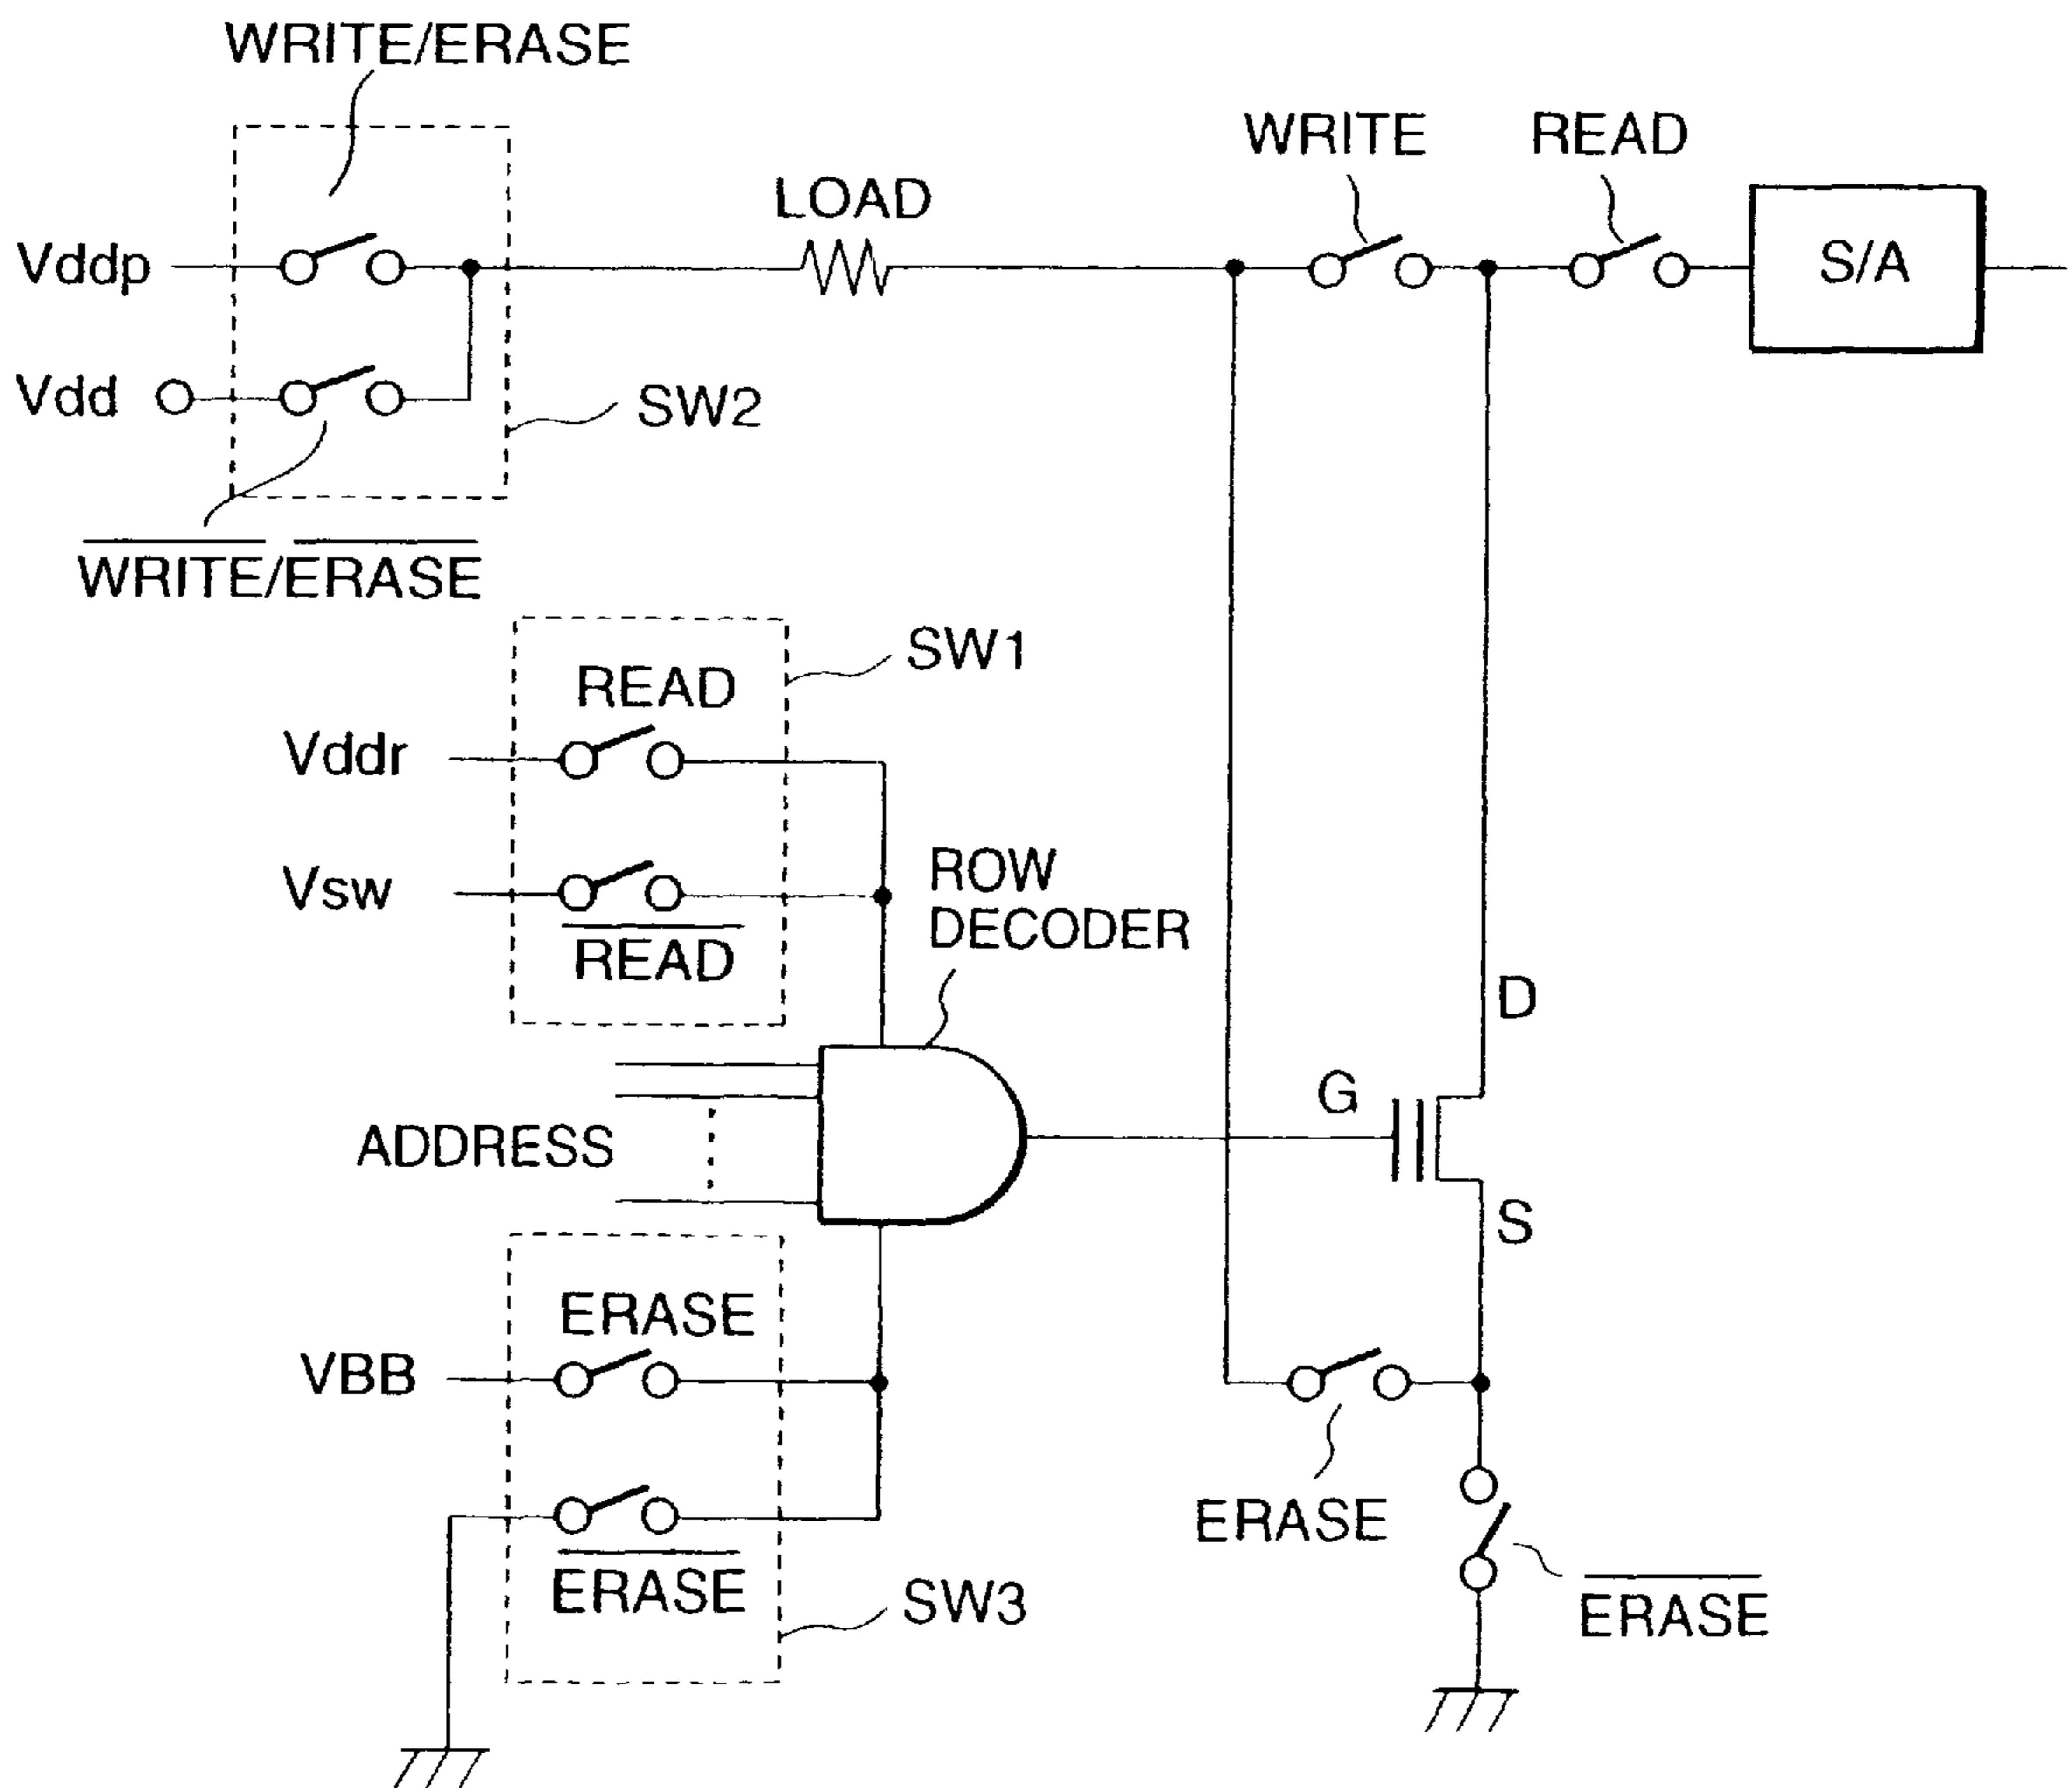 WRITE/ERASE
WRITE
READ
LOAD
Vddp
S/A
Vdd
SW2
WRITE/ERASE
SW1
READ
Vddr
Vsw
READ
ROW
DECODER
D
G
ADDRESS
S
ERASE
VBB
ERASE
ERASE
SW3
ERASE